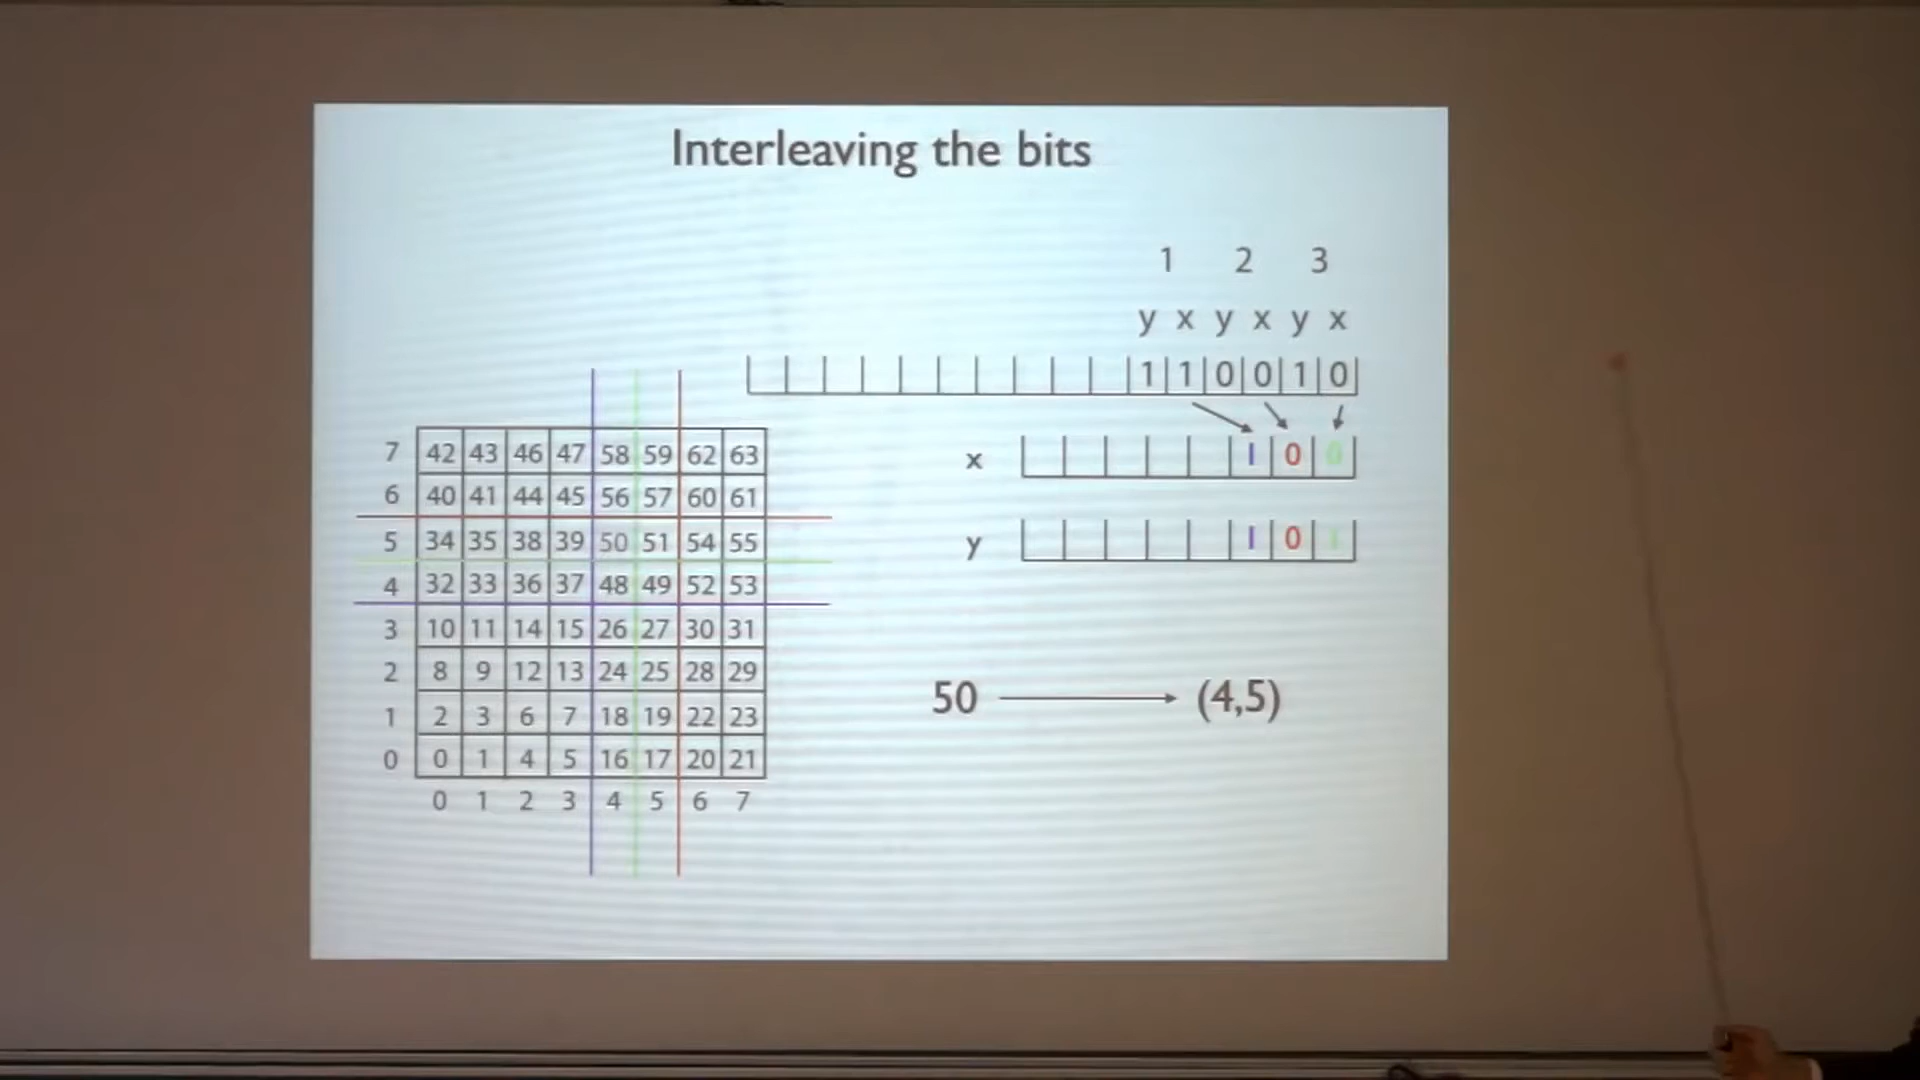 Interleaving the bits
1 2 3
y x y x y x
1 1 0 0 1 0
x 1 0 0
y 1 0 1
50 (4,5)
7 42 43 46 47 58 59 62 63
6 40 41 44 45 56 57 60 61
5 34 35 38 39 50 51 54 55
4 32 33 36 37 48 49 52 53
3 10 11 14 15 26 27 30 31
2 8 9 12 13 24 25 28 29
1 2 3 6 7 18 19 22 23
0 0 1 4 5 16 17 20 21
0 1 2 3 4 5 6 7